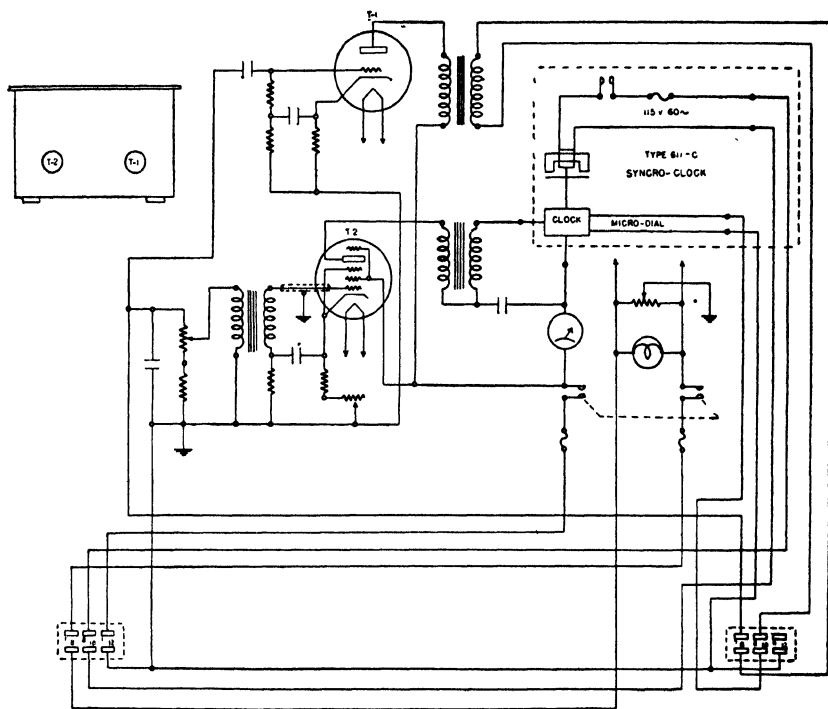 T-1
T-2
T-1
115 V 60~
TYPE 611-C
SYNCRO-CLOCK
CLOCK
MICRO-DIAL
T 2